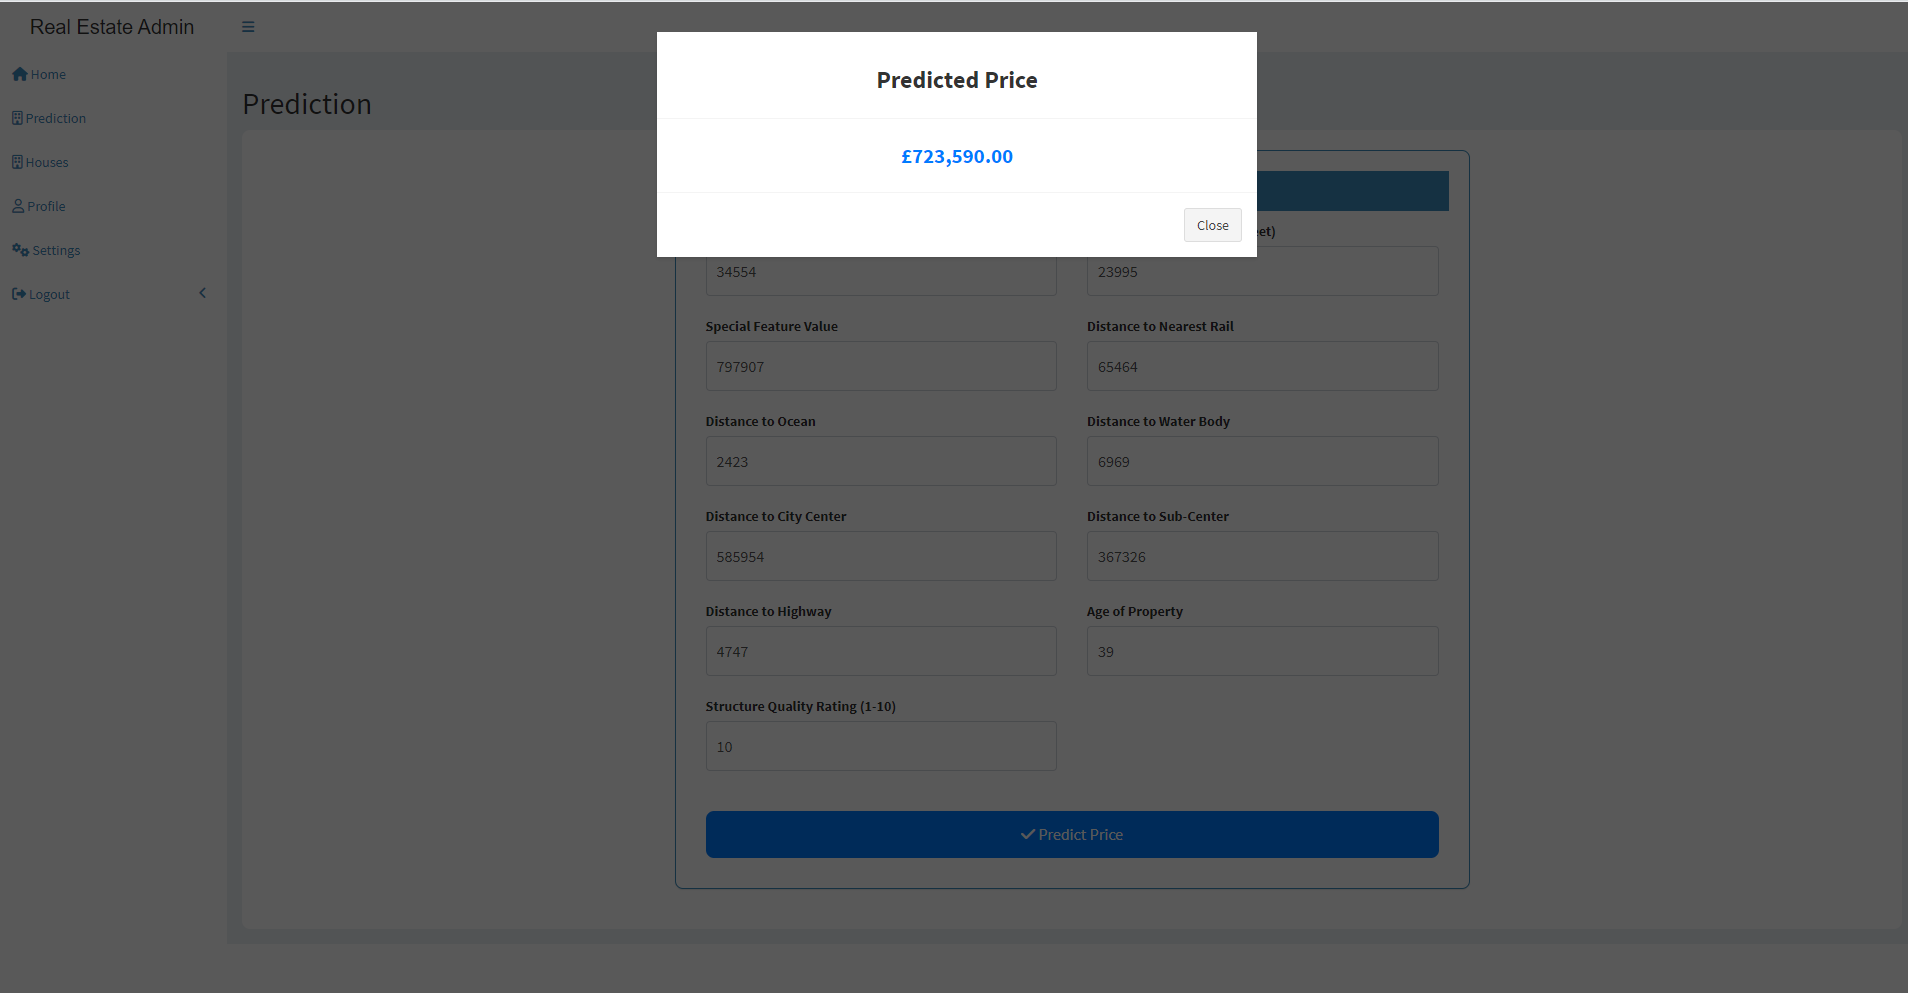 Real Estate Admin
Home
Prediction
Houses
Profile
Settings
Logout
Prediction
Predicted Price
£723,590.00
Close
34554
23995
Special Feature Value
Distance to Nearest Rail
797907
65464
Distance to Ocean
Distance to Water Body
2423
6969
Distance to City Center
Distance to Sub-Center
585954
367326
Distance to Highway
Age of Property
4747
39
Structure Quality Rating (1-10)
10
Predict Price